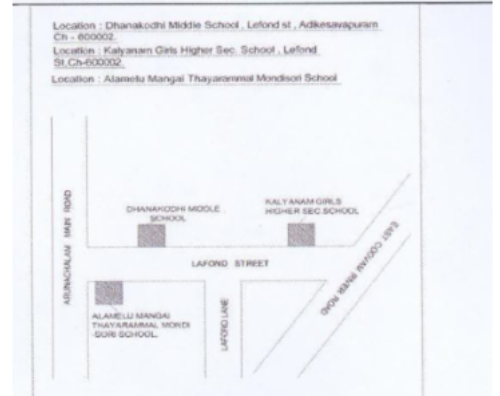 Location : Dhanakodhi Middle School , Lefond st , Adikesavapuram
Ch - 600002.
Location : Kalyanam Girls Higher Sec. School , Lefond
St.Ch-600002.
Location : Alamelu Mangai Thayarammal Mondisori School
ARUNACHALAM MAIN ROAD
DHANAKODHI MIDDLE
SCHOOL
KALYANAM GIRLS
HIGHER SEC.SCHOOL
LAFOND STREET
EAST COOVAM RIVER ROAD
ALAMELU MANGAI
THAYARAMMAL MONDI
-SORI SCHOOL.
LAFOND LANE